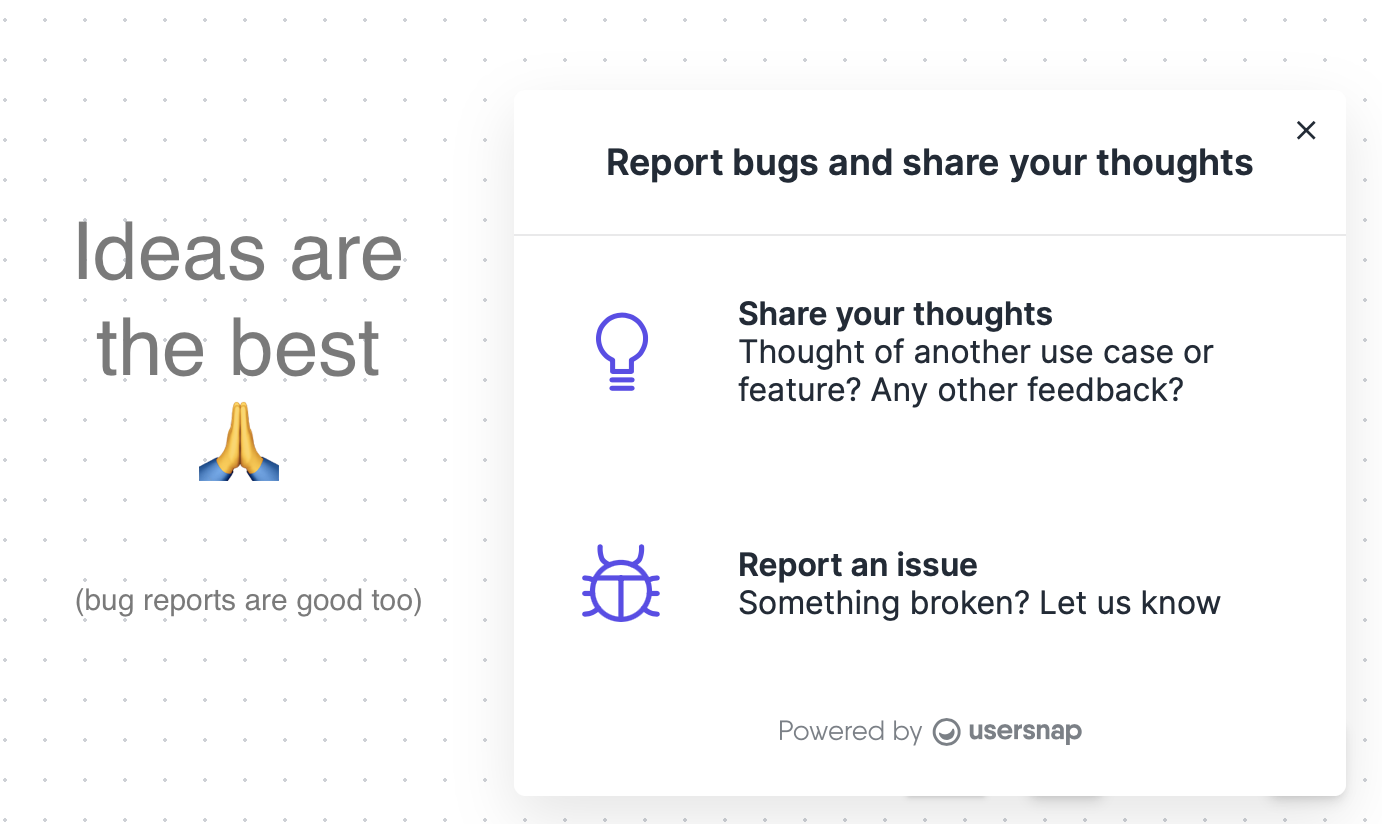 Ideas are
the best
🙏
(bug reports are good too)
Report bugs and share your thoughts
Share your thoughts
Thought of another use case or
feature? Any other feedback?
Report an issue
Something broken? Let us know
Powered by usersnap